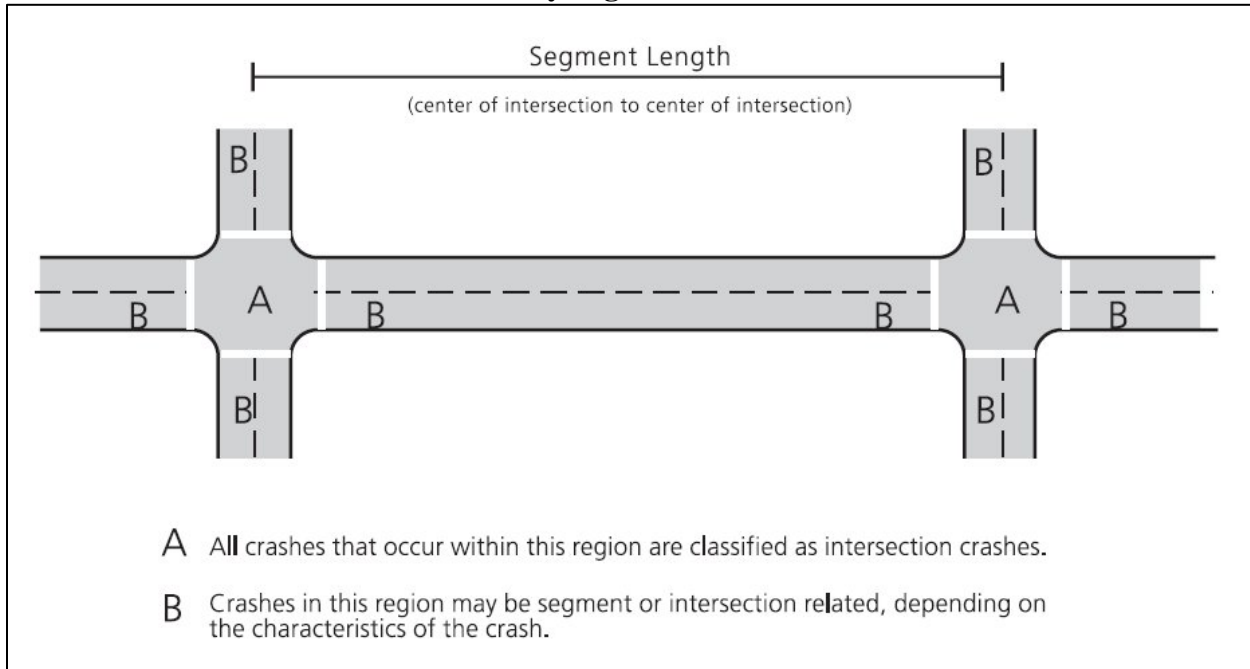 Segment Length
(center of intersection to center of intersection)
B B
A A
B B B B
B B
A All crashes that occur within this region are classified as intersection crashes.
B Crashes in this region may be segment or intersection related, depending on
the characteristics of the crash.